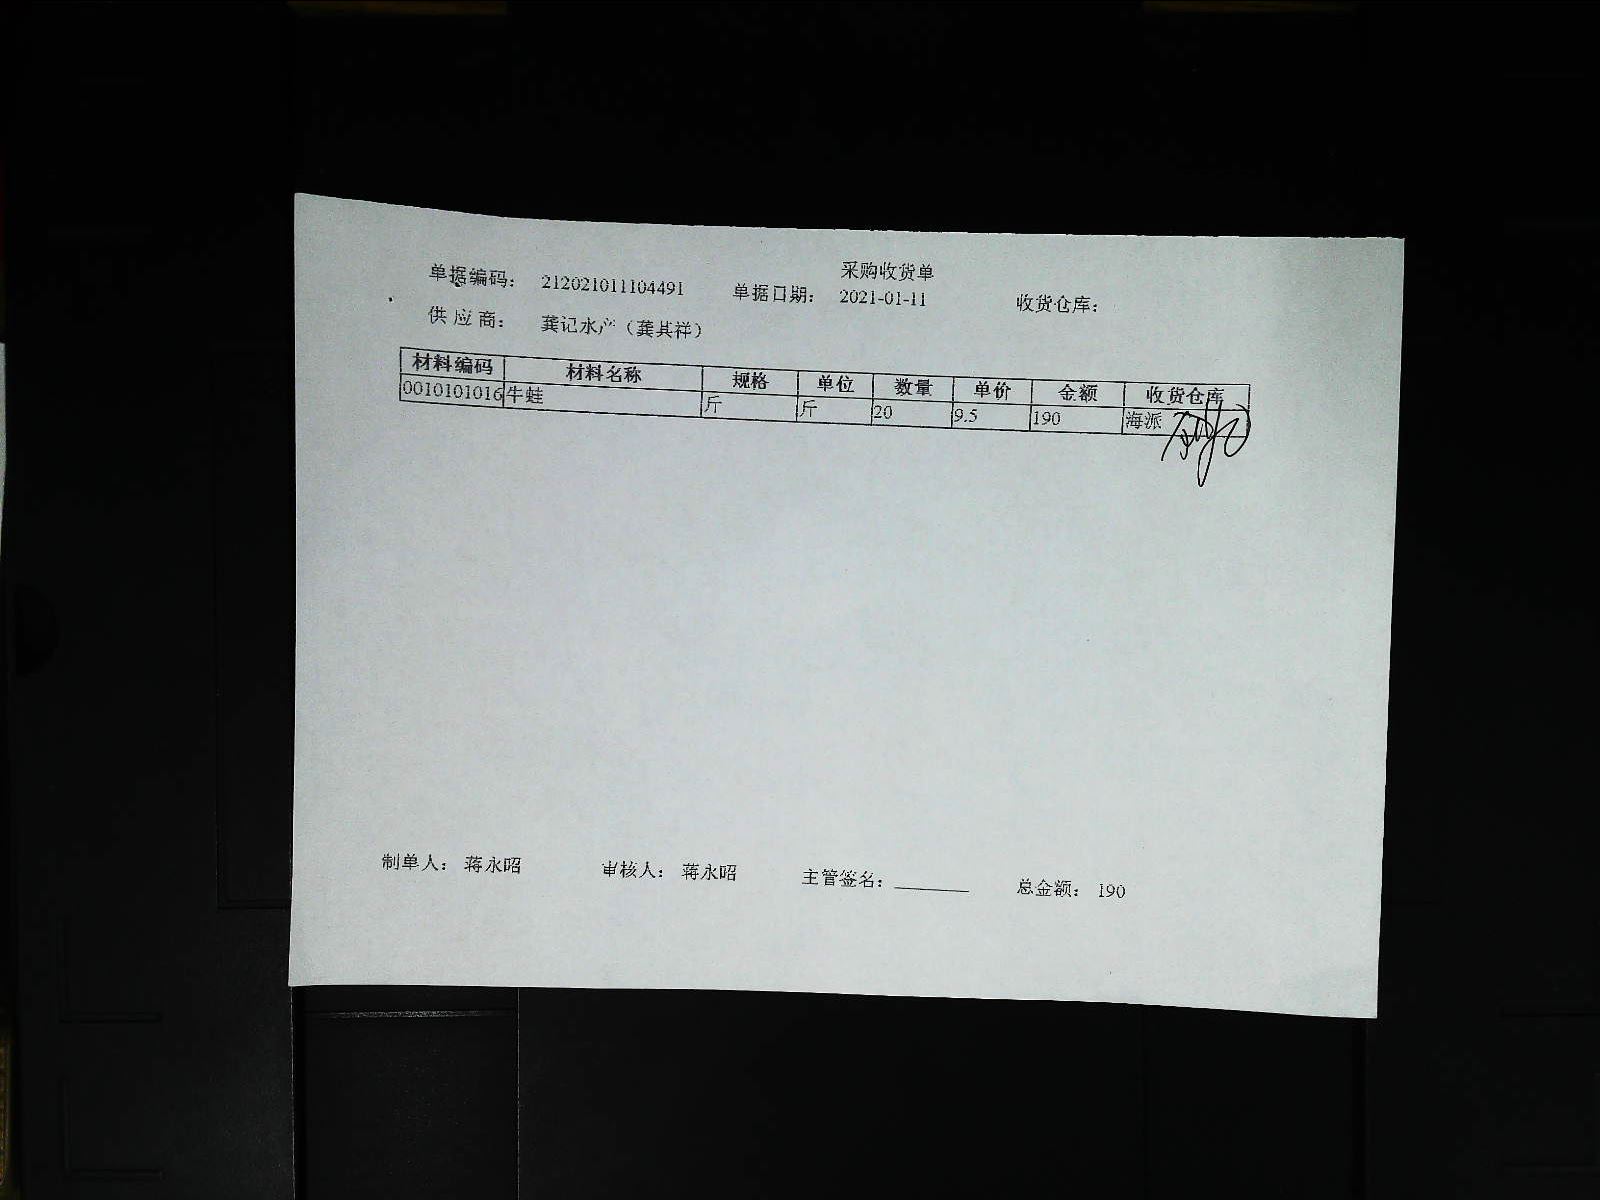 采购收货单
单据编码： 212021011104491 单据日期： 2021-01-11 收货仓库：
供应商： 龚记水产（龚其祥）
材料编码 材料名称 规格 单位 数量 单价 金额 收货仓库
0010101016 牛蛙 斤 斤 20 9.5 190 海派
制单人： 蒋永昭 审核人： 蒋永昭 主管签名：________ 总金额： 190